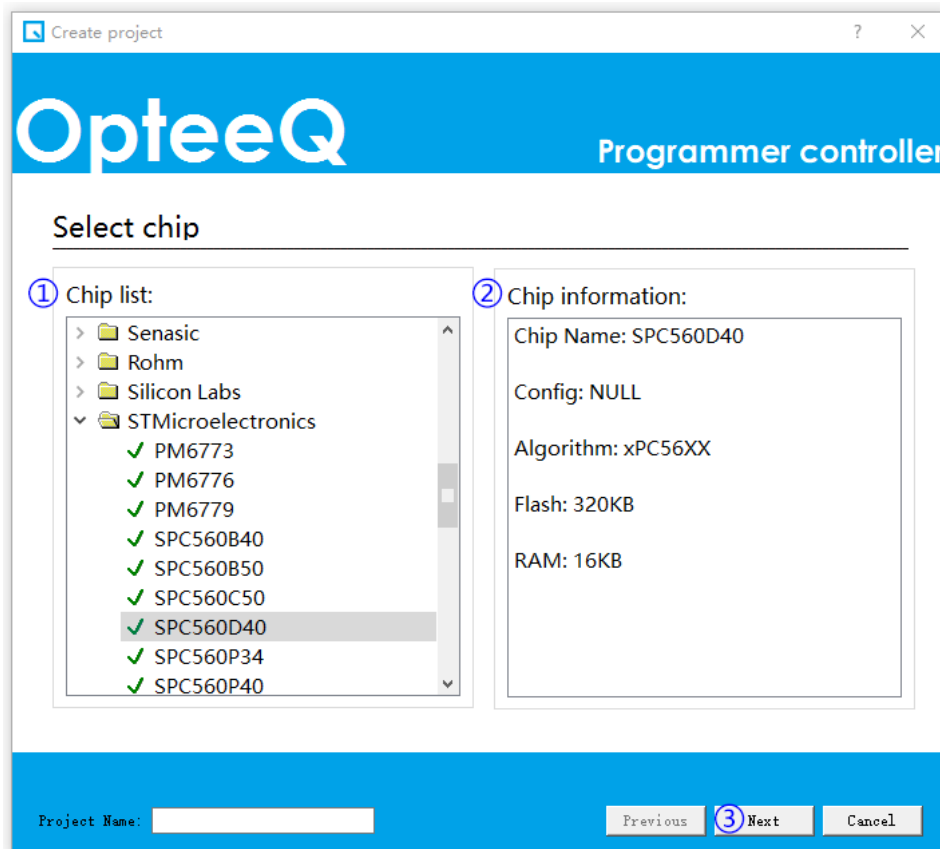 Create project
OpteeQ
Programmer controller
Select chip
① Chip list:
Senasic
Rohm
Silicon Labs
STMicroelectronics
PM6773
PM6776
PM6779
SPC560B40
SPC560B50
SPC560C50
SPC560D40
SPC560P34
SPC560P40
② Chip information:
Chip Name: SPC560D40
Config: NULL
Algorithm: xPC56XX
Flash: 320KB
RAM: 16KB
Project Name:
Previous
③ Next
Cancel